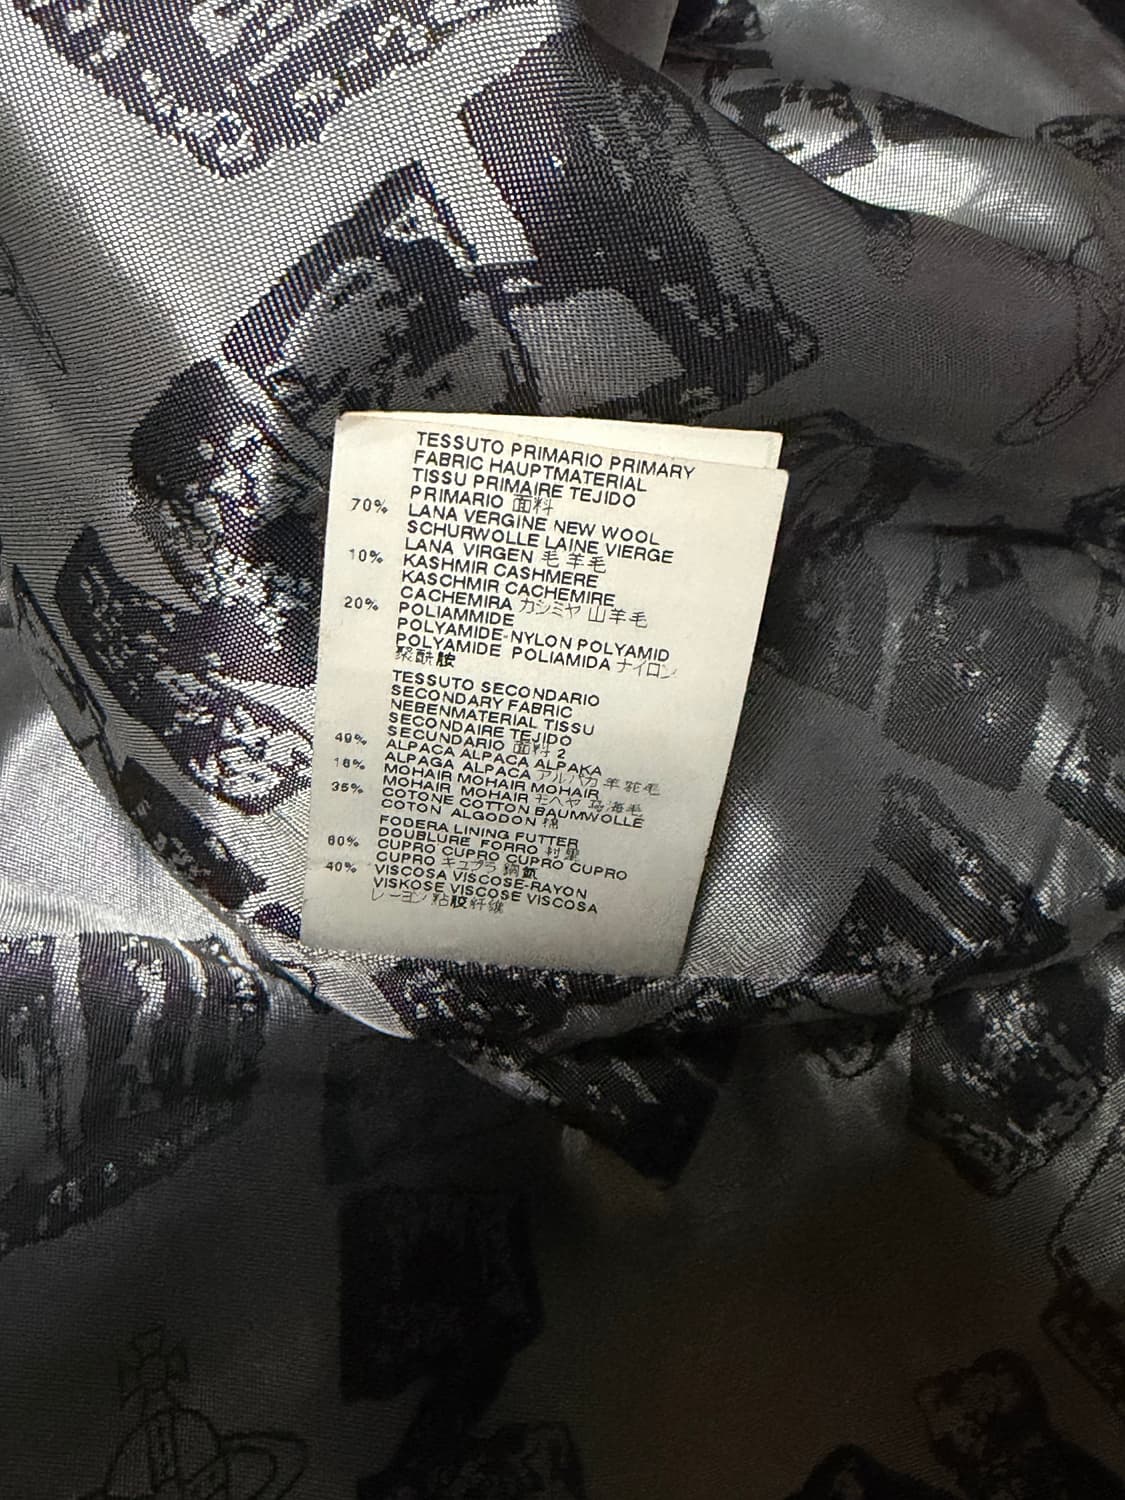 TESSUTO PRIMARIO PRIMARY
FABRIC HAUPTMATERIAL
TISSU PRIMAIRE TEJIDO
PRIMARIO 面料
70% LANA VERGINE NEW WOOL
SCHURWOLLE LAINE VIERGE
LANA VIRGEN 毛 羊毛
10% KASHMIR CASHMERE
KASCHMIR CACHEMIRE
CACHEMIRA カシミヤ 山羊毛
20% POLIAMMIDE
POLYAMIDE-NYLON POLYAMID
POLYAMIDE POLIAMIDA ナイロン
聚酰胺
TESSUTO SECONDARIO
SECONDARY FABRIC
NEBENMATERIAL TISSU
SECONDAIRE TEJIDO
SECUNDARIO 面料 2
49% ALPACA ALPACA ALPAKA
ALPAGA ALPACA アルパカ 羊驼毛
16% MOHAIR MOHAIR MOHAIR
MOHAIR MOHAIR モヘヤ 马海毛
35% COTONE COTTON BAUMWOLLE
COTON ALGODON 棉
FODERA LINING FUTTER
DOUBLURE FORRO 衬里
60% CUPRO CUPRO CUPRO CUPRO
CUPRO キュプラ 铜氨
40% VISCOSA VISCOSE-RAYON
VISKOSE VISCOSE VISCOSA
レーヨン 粘胶纤维